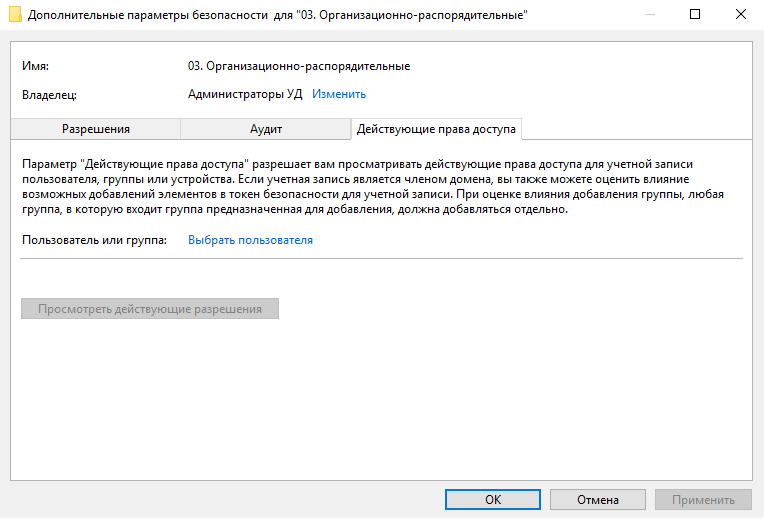 Дополнительные параметры безопасности для "03. Организационно-распорядительные"
Имя: 03. Организационно-распорядительные
Владелец: Администраторы УД Изменить
Разрешения Аудит Действующие права доступа
Параметр "Действующие права доступа" разрешает вам просматривать действующие права доступа для учетной записи
пользователя, группы или устройства. Если учетная запись является членом домена, вы также можете оценить влияние
возможных добавлений элементов в токен безопасности для учетной записи. При оценке влияния добавления группы, любая
группа, в которую входит группа предназначенная для добавления, должна добавляться отдельно.
Пользователь или группа: Выбрать пользователя
Просмотреть действующие разрешения
ОК Отмена Применить